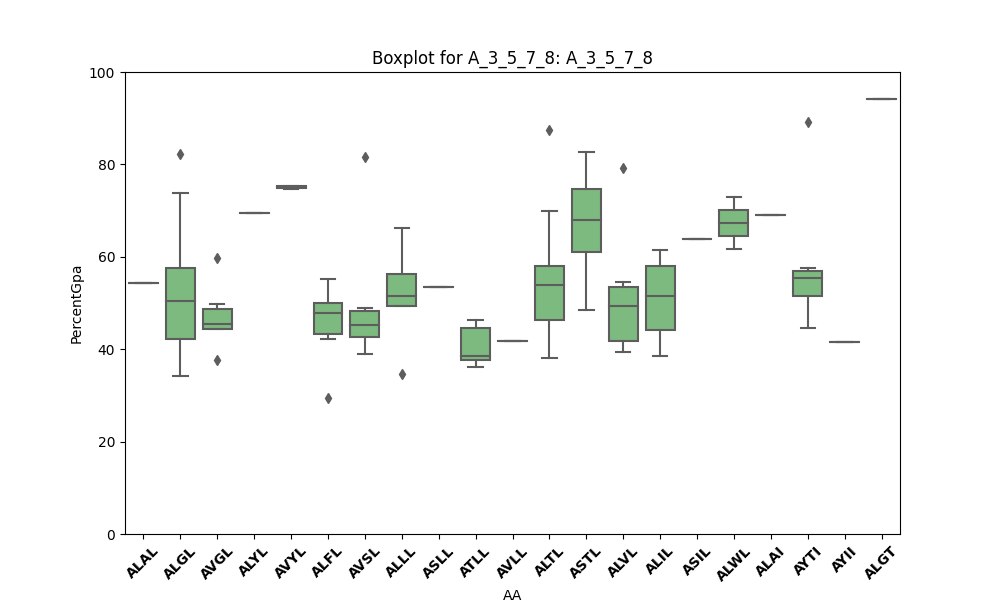 Boxplot for A_3_5_7_8: A_3_5_7_8
PercentGpa
100
80
60
40
20
0
ALAL ALGL AVGL ALYL AVYL ALFL AVSL ALLL ASLL ATLL AVLL ALTL ASTL ALVL ALIL ASIL ALWL ALAI AYTI AYII ALGT
AA